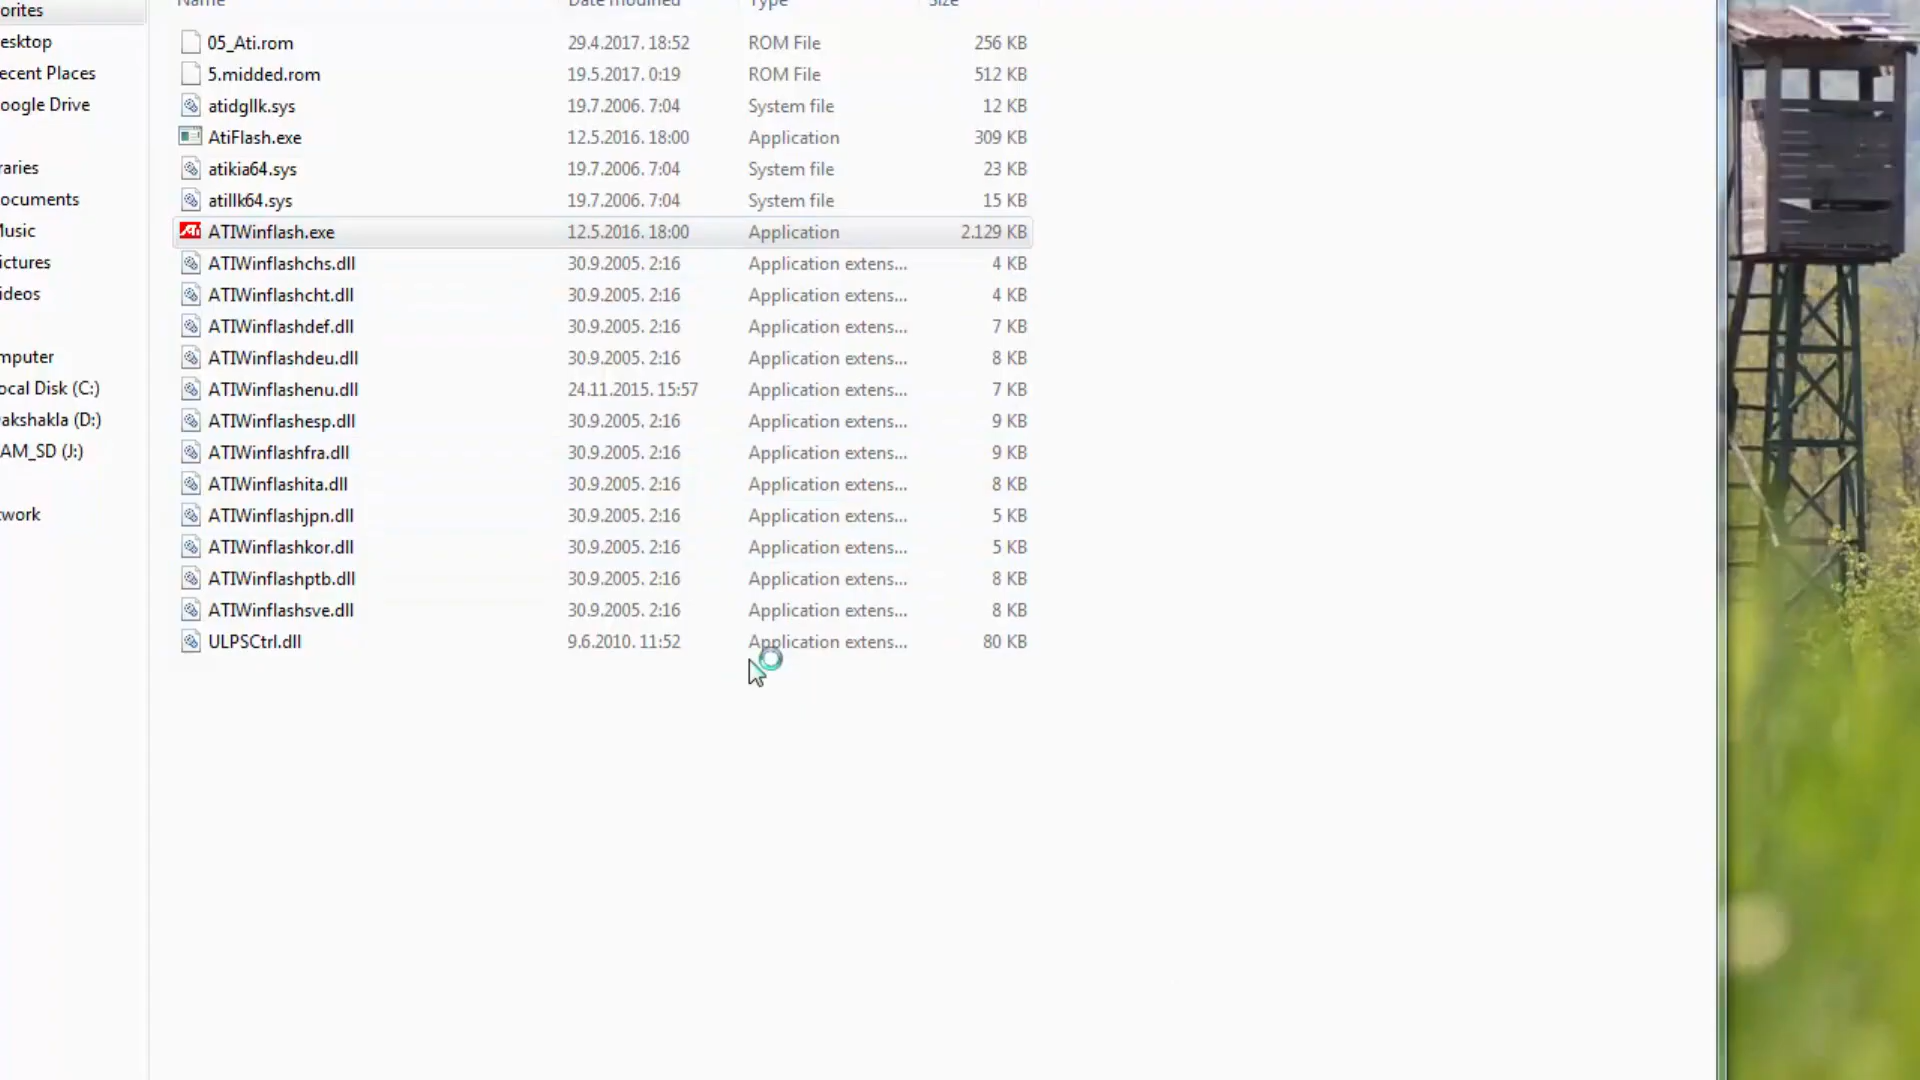 orites
Name Date modified Type Size
05_Ati.rom 29.4.2017. 18:52 ROM File 256 KB
esktop
5.midded.rom 19.5.2017. 0:19 ROM File 512 KB
ecent Places
oogle Drive
atidgllk.sys 19.7.2006. 7:04 System file 12 KB
AtiFlash.exe 12.5.2016. 18:00 Application 309 KB
raries
atikia64.sys 19.7.2006. 7:04 System file 23 KB
ocuments
atillk64.sys 19.7.2006. 7:04 System file 15 KB
Music
ATI ATIWinflash.exe 12.5.2016. 18:00 Application 2.129 KB
ictures
ATIWinflashchs.dll 30.9.2005. 2:16 Application extens... 4 KB
ideos
ATIWinflashcht.dll 30.9.2005. 2:16 Application extens... 4 KB
ATIWinflashdef.dll 30.9.2005. 2:16 Application extens... 7 KB
mputer
ATIWinflashdeu.dll 30.9.2005. 2:16 Application extens... 8 KB
ocal Disk (C:)
ATIWinflashenu.dll 24.11.2015. 15:57 Application extens... 7 KB
akshakla (D:)
ATIWinflashesp.dll 30.9.2005. 2:16 Application extens... 9 KB
AM_SD (J:)
ATIWinflashfra.dll 30.9.2005. 2:16 Application extens... 9 KB
ATIWinflashita.dll 30.9.2005. 2:16 Application extens... 8 KB
twork
ATIWinflashjpn.dll 30.9.2005. 2:16 Application extens... 5 KB
ATIWinflashkor.dll 30.9.2005. 2:16 Application extens... 5 KB
ATIWinflashptb.dll 30.9.2005. 2:16 Application extens... 8 KB
ATIWinflashsve.dll 30.9.2005. 2:16 Application extens... 8 KB
ULPSCtrl.dll 9.6.2010. 11:52 Application extens... 80 KB